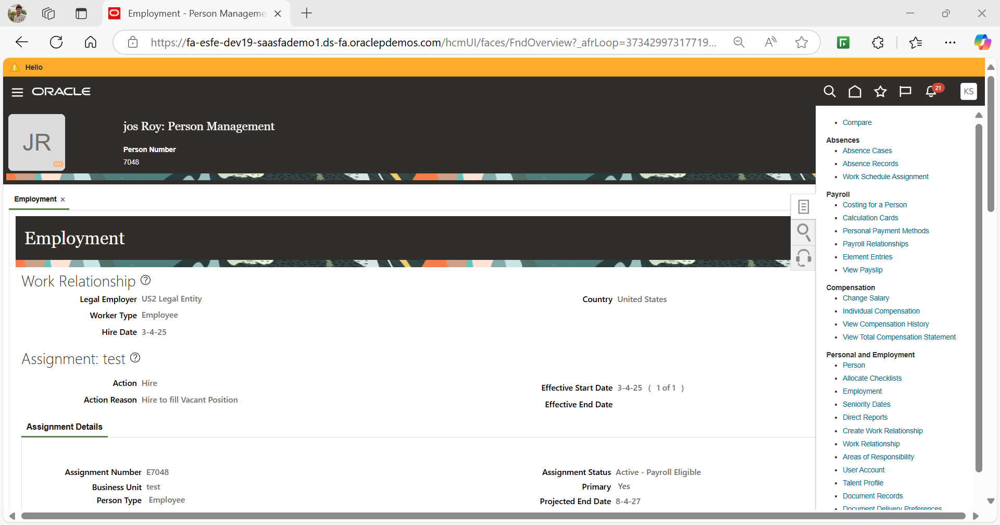 Employment - Person Manageme
https://fa-esfe-dev19-saasfademo1.ds-fa.oraclepdemos.com/hcmUI/faces/FndOverview?_afrLoop=37342997317719...
Hello
ORACLE
21
KS
JR
jos Roy: Person Management
Person Number
7048
Employment
Employment
Work Relationship
Legal Employer US2 Legal Entity
Country United States
Worker Type Employee
Hire Date 3-4-25
Assignment: test
Action Hire
Effective Start Date 3-4-25 ( 1 of 1 )
Action Reason Hire to fill Vacant Position
Effective End Date
Assignment Details
Assignment Number E7048
Assignment Status Active - Payroll Eligible
Business Unit test
Primary Yes
Person Type Employee
Projected End Date 8-4-27
Compare
Absences
Absence Cases
Absence Records
Work Schedule Assignment
Payroll
Costing for a Person
Calculation Cards
Personal Payment Methods
Payroll Relationships
Element Entries
View Payslip
Compensation
Change Salary
Individual Compensation
View Compensation History
View Total Compensation Statement
Personal and Employment
Person
Allocate Checklists
Employment
Seniority Dates
Direct Reports
Create Work Relationship
Work Relationship
Areas of Responsibility
User Account
Talent Profile
Document Records
Document Delivery Preferences